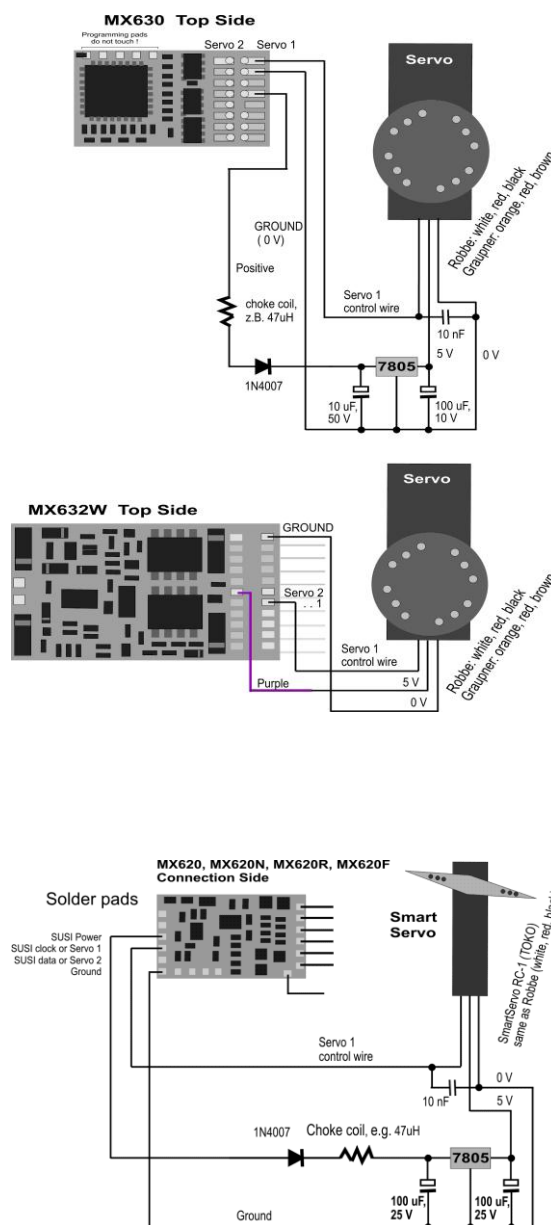 MX630 Top Side
Programming pads
do not touch !
Servo 2 Servo 1
Servo
Robbe: white, red, black
Graupner: orange, red, brown
GROUND
( 0 V)
Positive
choke coil,
z.B. 47uH
Servo 1
control wire
10 nF
5 V
0 V
7805
1N4007
10 uF,
50 V
100 uF,
10 V
Servo
MX632W Top Side
GROUND
Servo 2
. . 1
Servo 1
control wire
Robbe: white, red, black
Graupner: orange, red, brown
Purple
5 V
0 V
MX620, MX620N, MX620R, MX620F
Connection Side
Solder pads
SUSI Power
SUSI clock or Servo 1
SUSI data or Servo 2
Ground
Smart
Servo
SmartServo RC-1 (TOKO)
same as Robbe (white, red,
Servo 1
control wire
0 V
10 nF
5 V
1N4007
Choke coil, e.g. 47uH
7805
100 uF,
25 V
100 uF,
25 V
Ground